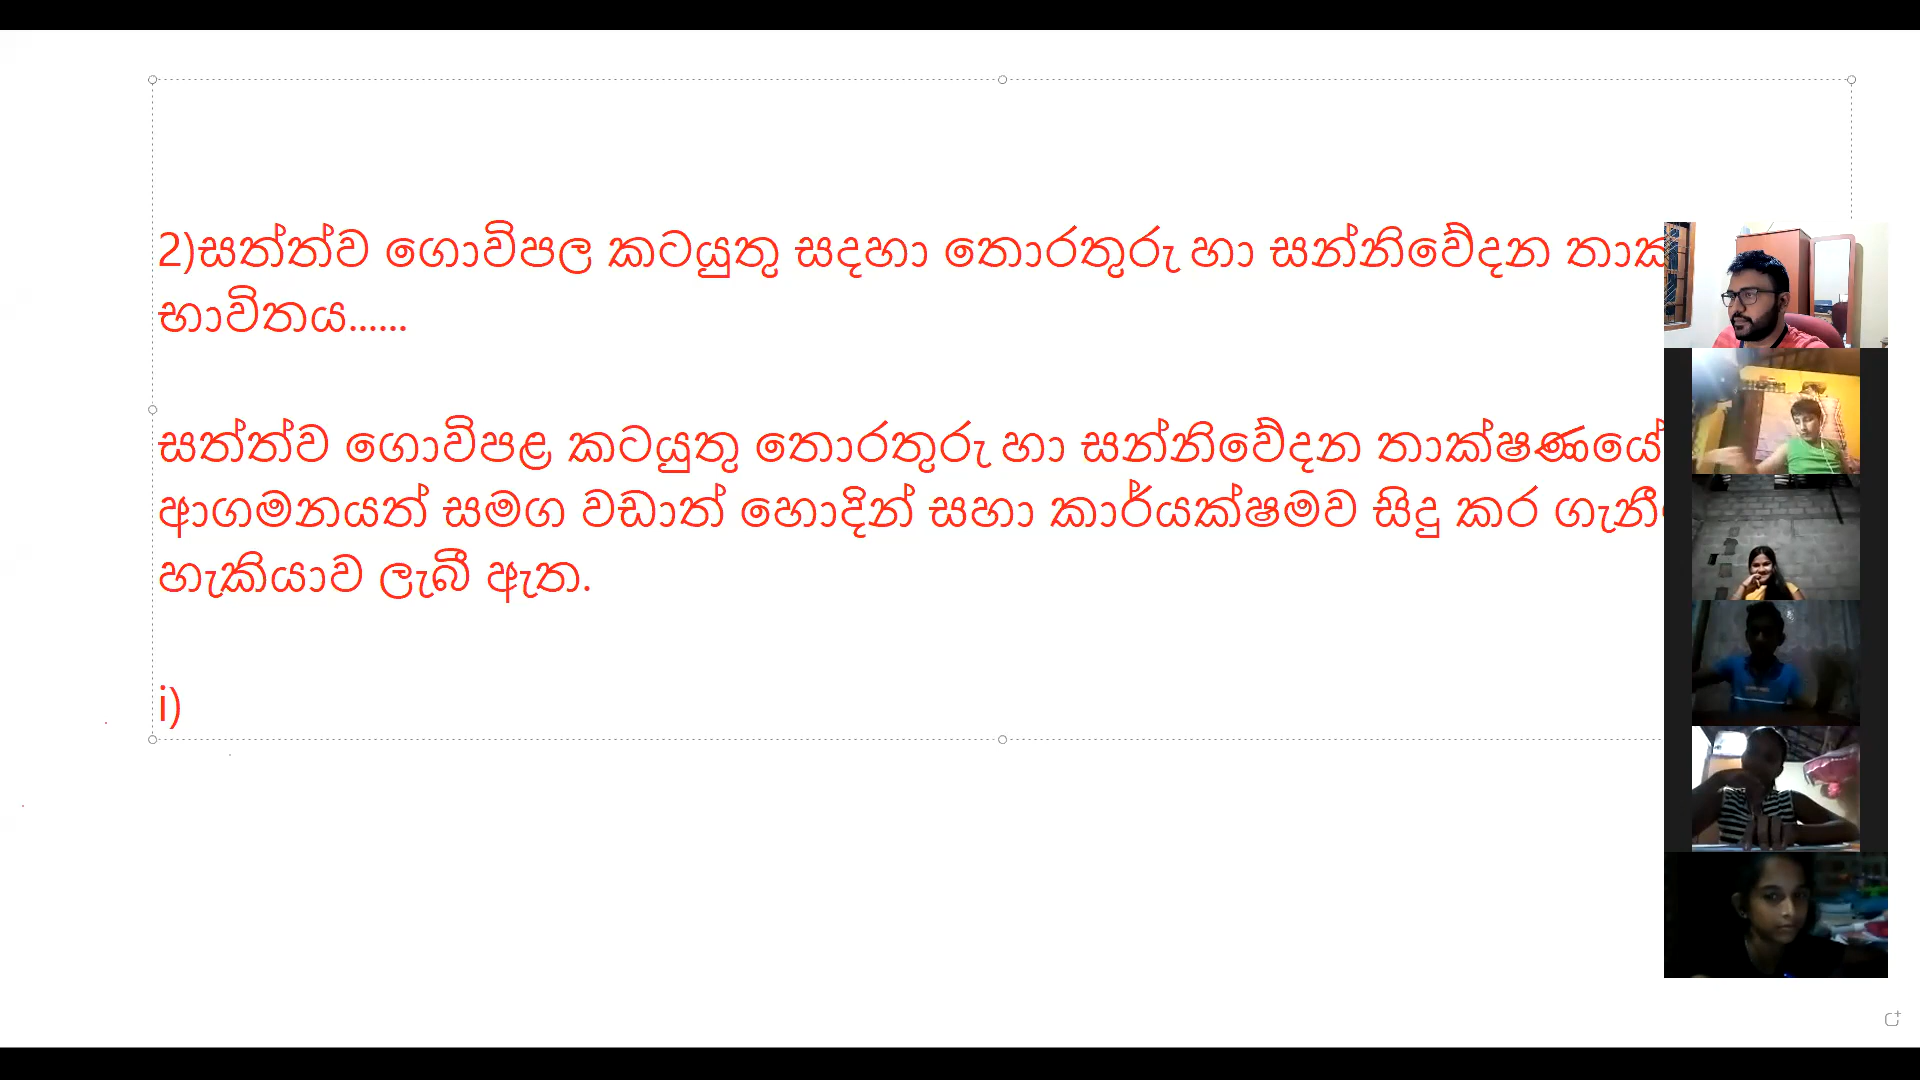 2)සත්ත්ව ගොවිපල කටයුතු සදහා තොරතුරු හා සන්නිවේදන
භාවිතය......
සත්ත්ව ගොවිපළ කටයුතු තොරතුරු හා සන්නිවේදන තාක්ෂණයේ
ආගමනයත් සමග වඩාත් හොදින් සහා කාර්යක්ෂමව සිදු කර
හැකියාව ලැබී ඇත.
i)